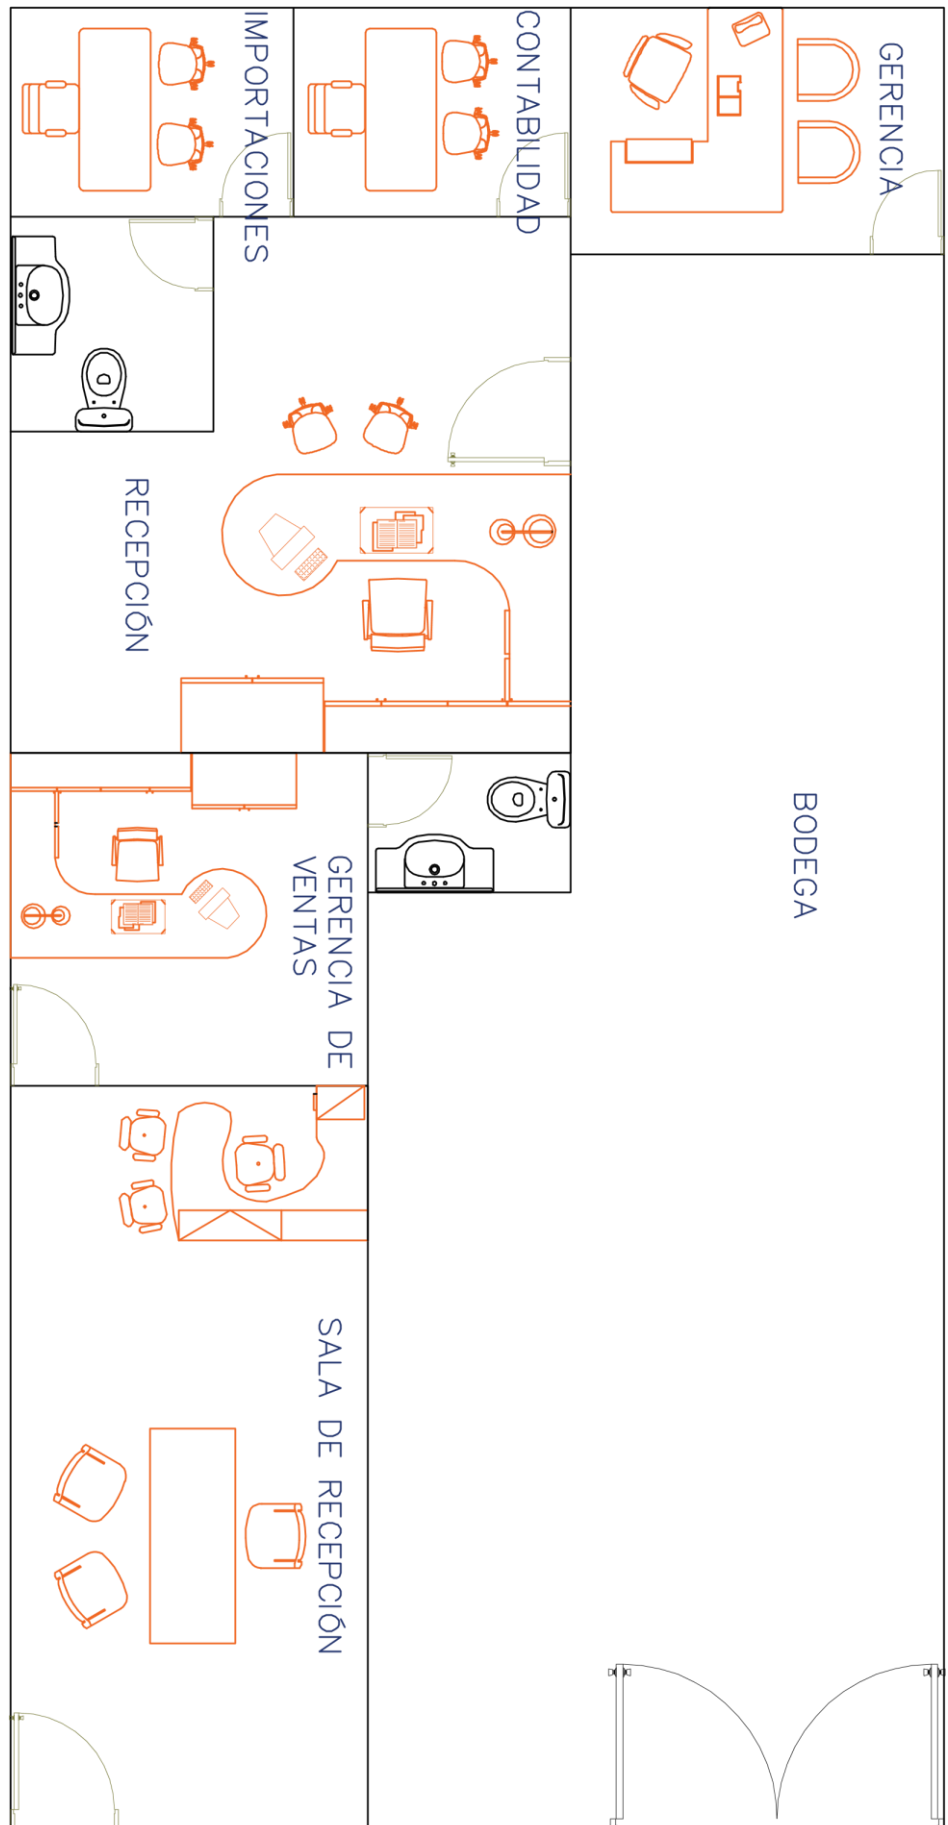 IMPORTACIONES
CONTABILIDAD
GERENCIA
RECEPCIÓN
BODEGA
GERENCIA DE
VENTAS
SALA DE RECEPCIÓN